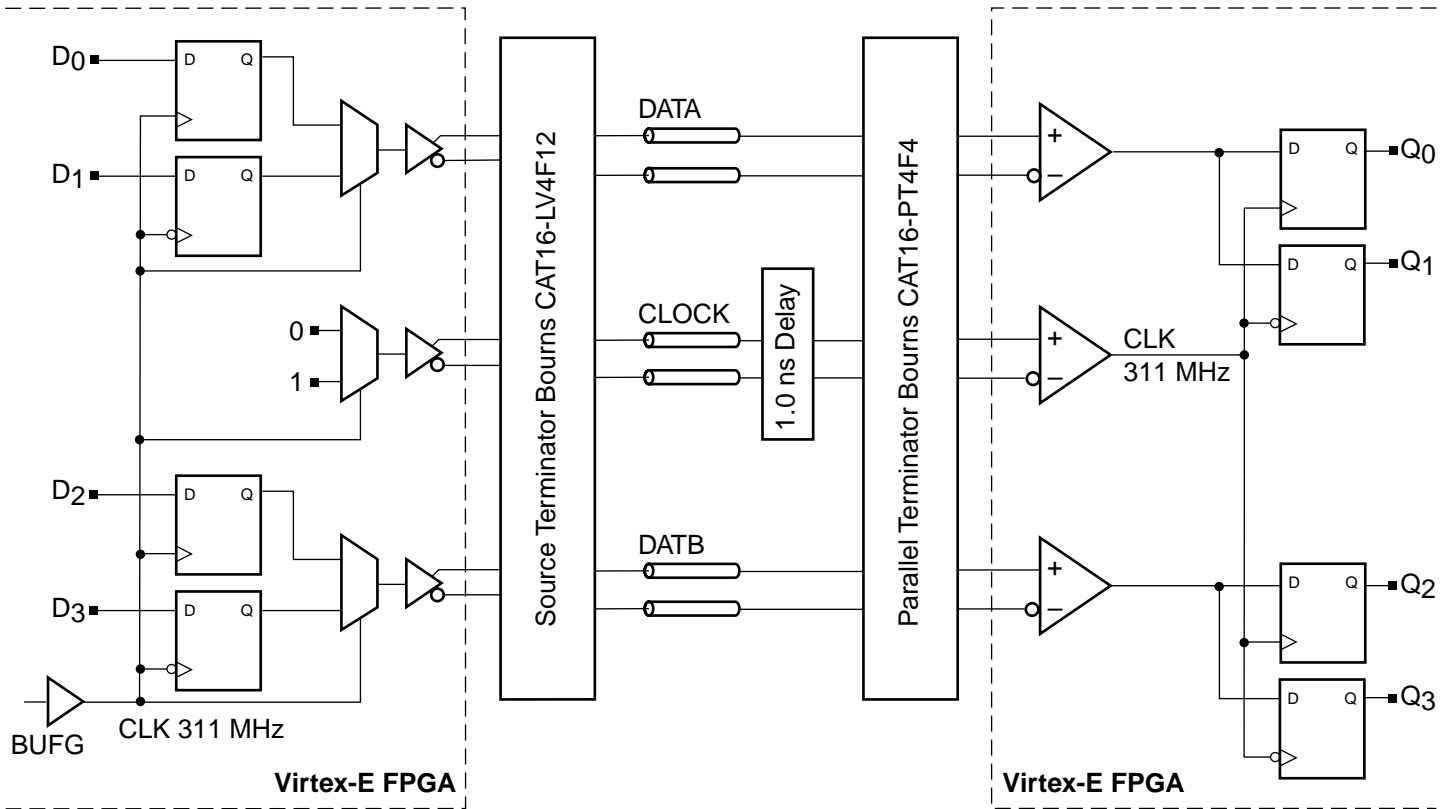 D0
D Q
D1
D Q
0
1
D2
D Q
D3
D Q
BUFG
CLK 311 MHz
Virtex-E FPGA
Source Terminator Bourns CAT16-LV4F12
DATA
CLOCK
1.0 ns Delay
DATB
Parallel Terminator Bourns CAT16-PT4F4
+
–
+
–
CLK
311 MHz
+
–
D Q
Q0
D Q
Q1
D Q
Q2
D Q
Q3
Virtex-E FPGA